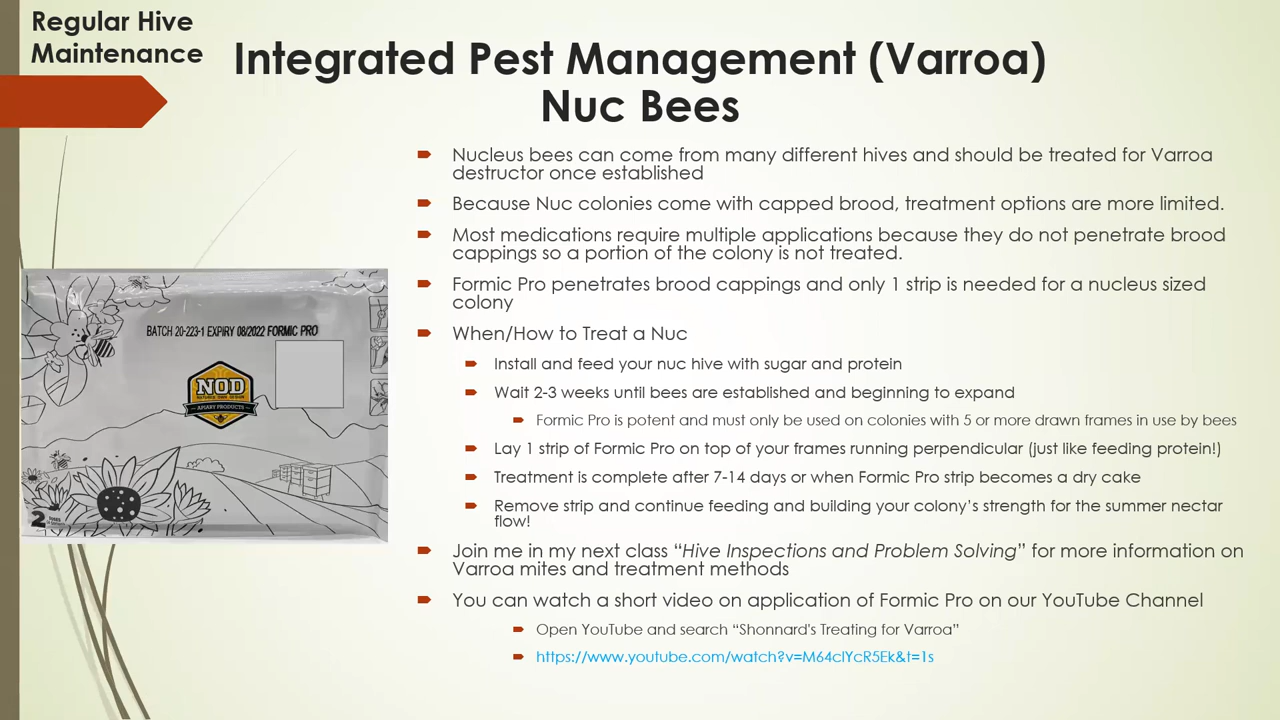 Regular Hive
Maintenance
Integrated Pest Management (Varroa)
Nuc Bees
Nucleus bees can come from many different hives and should be treated for Varroa
destructor once established
Because Nuc colonies come with capped brood, treatment options are more limited.
Most medications require multiple applications because they do not penetrate brood
cappings so a portion of the colony is not treated.
Formic Pro penetrates brood cappings and only 1 strip is needed for a nucleus sized
colony
When/How to Treat a Nuc
Install and feed your nuc hive with sugar and protein
Wait 2-3 weeks until bees are established and beginning to expand
Formic Pro is potent and must only be used on colonies with 5 or more drawn frames in use by bees
Lay 1 strip of Formic Pro on top of your frames running perpendicular (just like feeding protein!)
Treatment is complete after 7-14 days or when Formic Pro strip becomes a dry cake
Remove strip and continue feeding and building your colony's strength for the summer nectar
flow!
Join me in my next class “Hive Inspections and Problem Solving” for more information on
Varroa mites and treatment methods
You can watch a short video on application of Formic Pro on our YouTube Channel
Open YouTube and search “Shonnard's Treating for Varroa”
https://www.youtube.com/watch?v=M64clYcR5Ek&t=1s
BATCH 20-223-1 EXPIRY 08/2022 FORMIC PRO
NOD
APIARY PRODUCTS
2